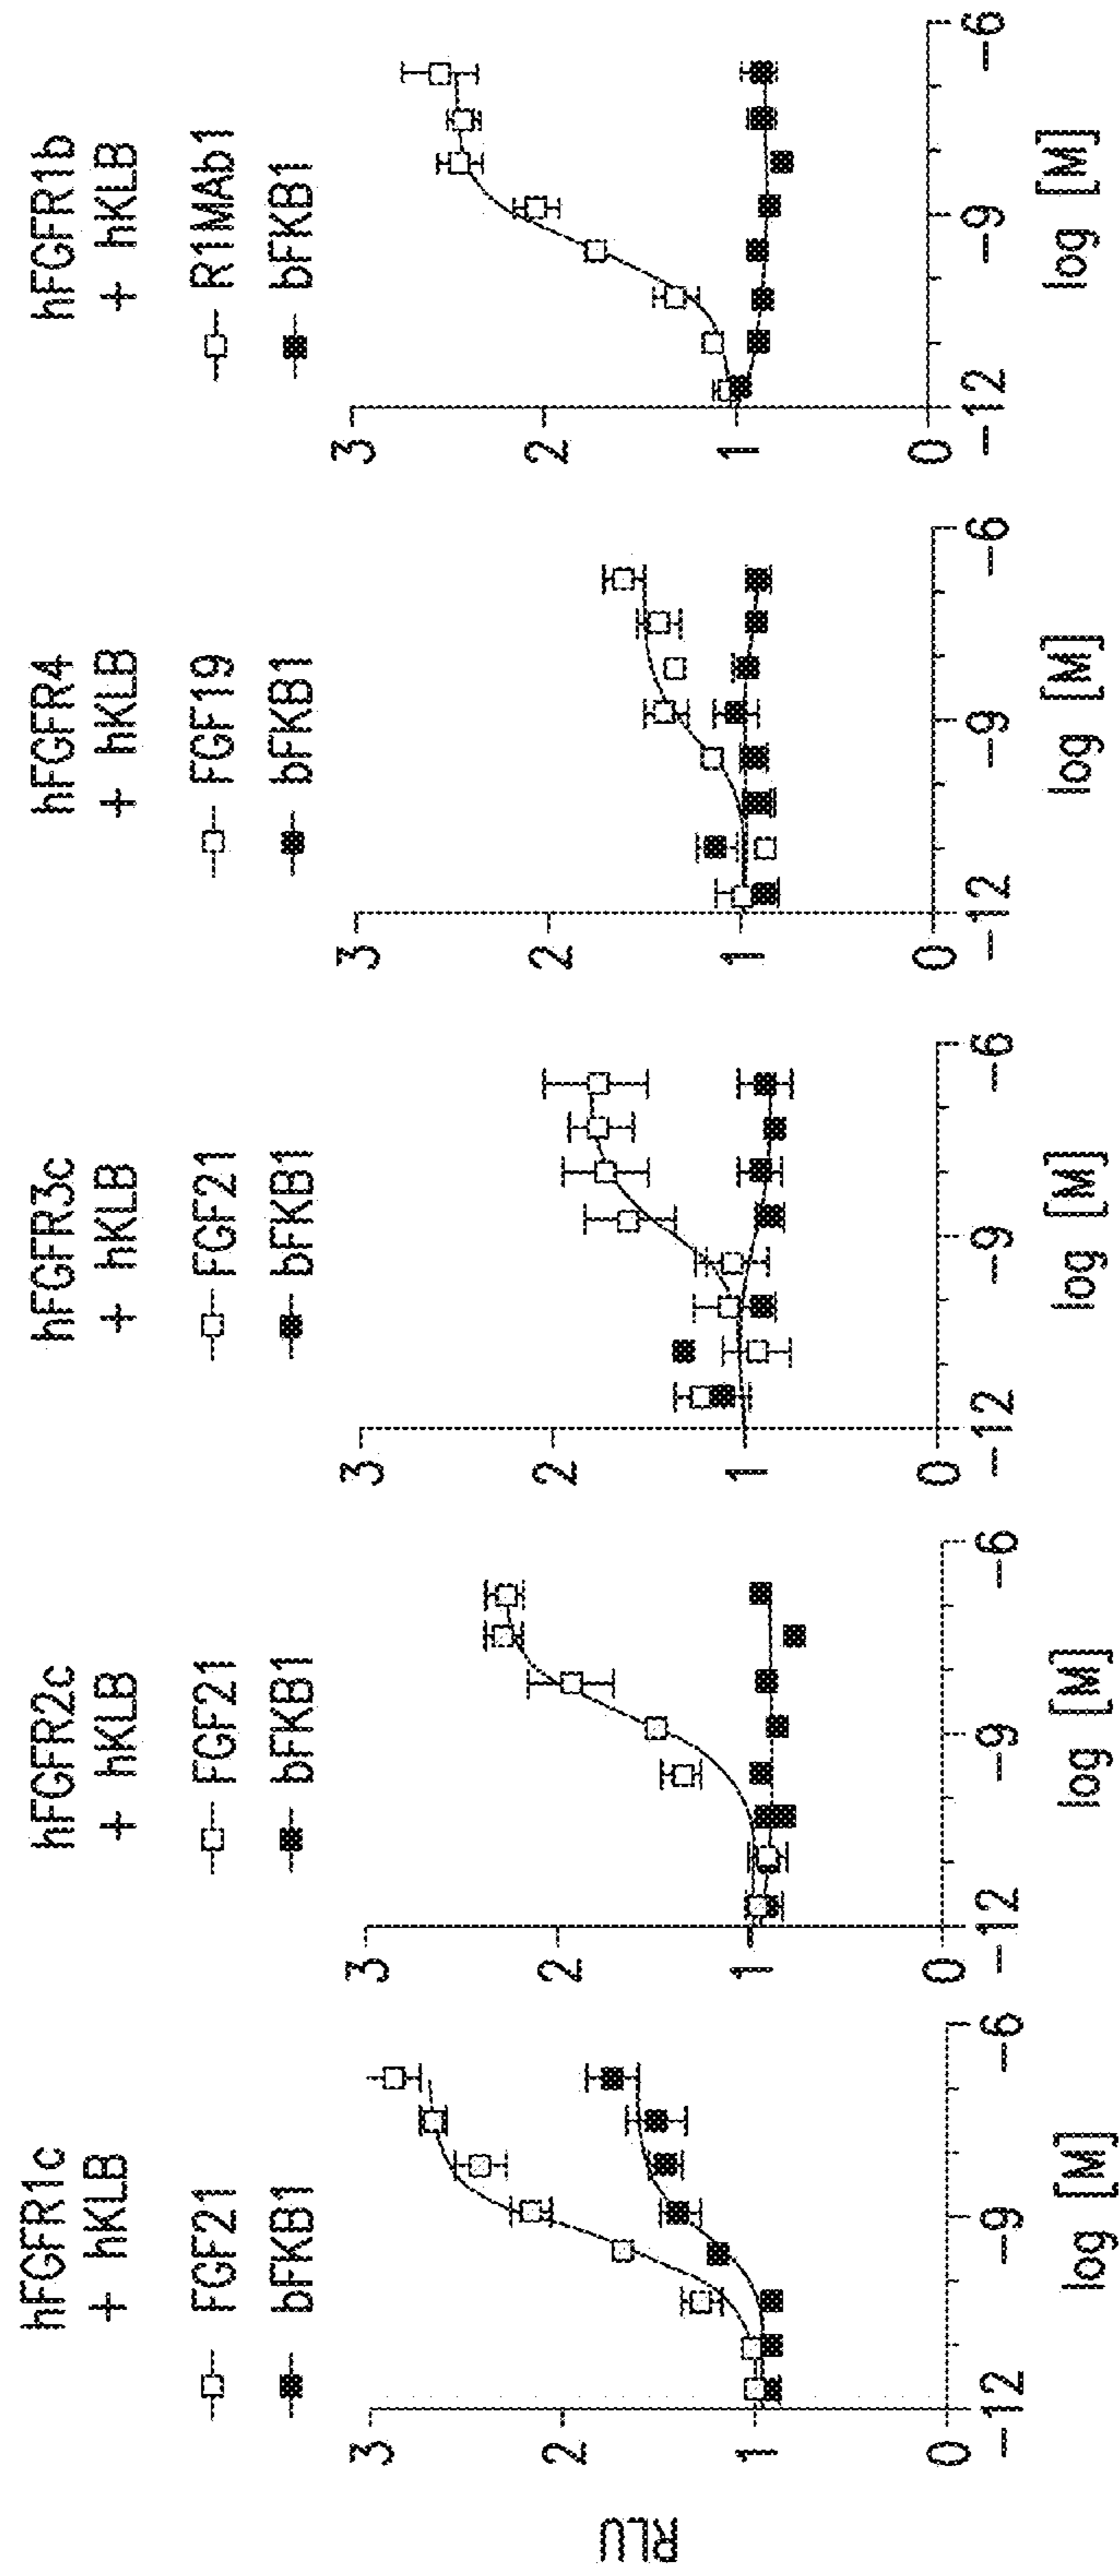 hFGFR1c
+ hKLB
FGF21
bFKB1
RLU
3
2
1
0
-12
-9
-6
log [M]
hFGFR2c
+ hKLB
FGF21
bFKB1
3
2
1
0
-12
-9
-6
log [M]
hFGFR3c
+ hKLB
FGF21
bFKB1
3
2
1
0
-12
-9
-6
log [M]
hFGFR4
+ hKLB
FGF19
bFKB1
3
2
1
0
-12
-9
-6
log [M]
hFGFR1b
+ hKLB
R1MAb1
bFKB1
3
2
1
0
-12
-9
-6
log [M]